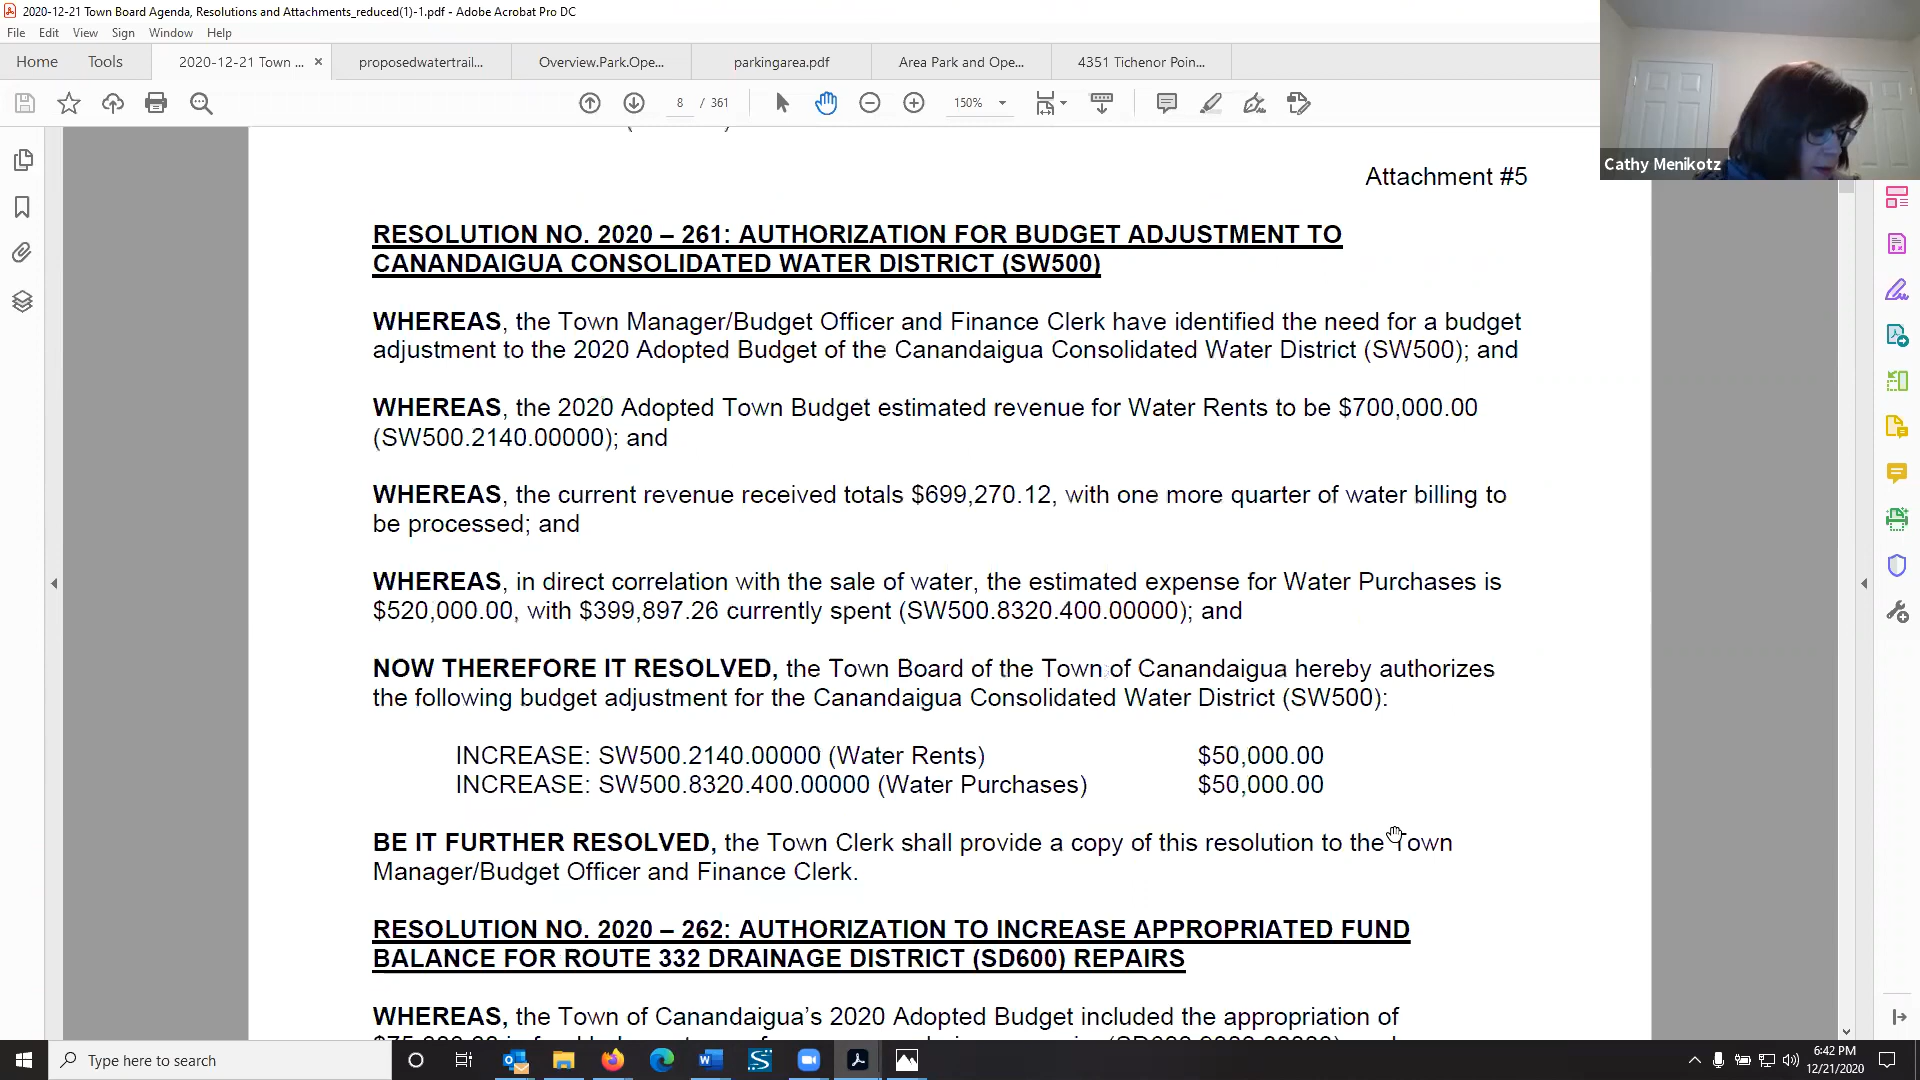 2020-12-21 Town Board Agenda, Resolutions and Attachments_reduced(1)-1.pdf - Adobe Acrobat Pro DC
File Edit View Sign Window Help
Home Tools 2020-12-21 Town ... × proposedwatertrail... Overview.Park.Ope... parkingarea.pdf Area Park and Ope... 4351 Tichenor Poin...
8 / 361 150%
Cathy Menikotz
Attachment #5
RESOLUTION NO. 2020 – 261: AUTHORIZATION FOR BUDGET ADJUSTMENT TO
CANANDAIGUA CONSOLIDATED WATER DISTRICT (SW500)
WHEREAS, the Town Manager/Budget Officer and Finance Clerk have identified the need for a budget
adjustment to the 2020 Adopted Budget of the Canandaigua Consolidated Water District (SW500); and
WHEREAS, the 2020 Adopted Town Budget estimated revenue for Water Rents to be $700,000.00
(SW500.2140.00000); and
WHEREAS, the current revenue received totals $699,270.12, with one more quarter of water billing to
be processed; and
WHEREAS, in direct correlation with the sale of water, the estimated expense for Water Purchases is
$520,000.00, with $399,897.26 currently spent (SW500.8320.400.00000); and
NOW THEREFORE IT RESOLVED, the Town Board of the Town of Canandaigua hereby authorizes
the following budget adjustment for the Canandaigua Consolidated Water District (SW500):
INCREASE: SW500.2140.00000 (Water Rents) $50,000.00
INCREASE: SW500.8320.400.00000 (Water Purchases) $50,000.00
BE IT FURTHER RESOLVED, the Town Clerk shall provide a copy of this resolution to the Town
Manager/Budget Officer and Finance Clerk.
RESOLUTION NO. 2020 – 262: AUTHORIZATION TO INCREASE APPROPRIATED FUND
BALANCE FOR ROUTE 332 DRAINAGE DISTRICT (SD600) REPAIRS
WHEREAS, the Town of Canandaigua's 2020 Adopted Budget included the appropriation of
Type here to search
6:42 PM
12/21/2020